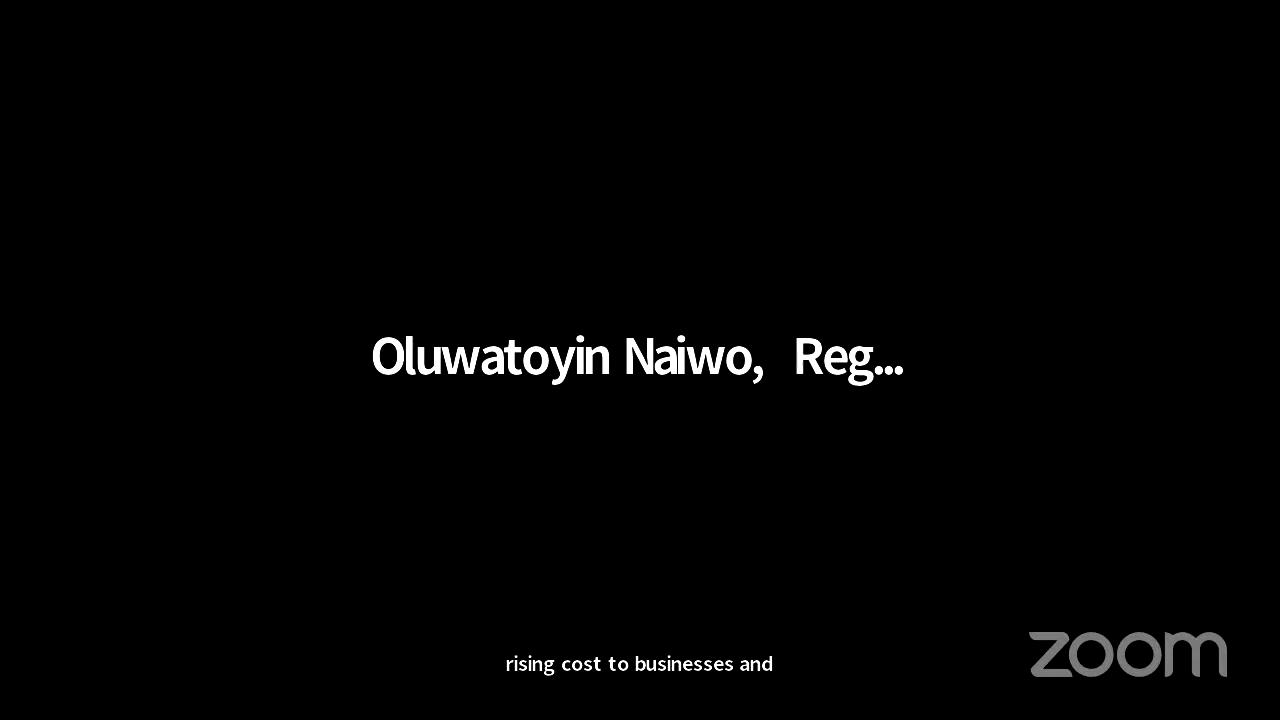 Oluwatoyin Naiwo, Reg...
rising cost to businesses and
zoom